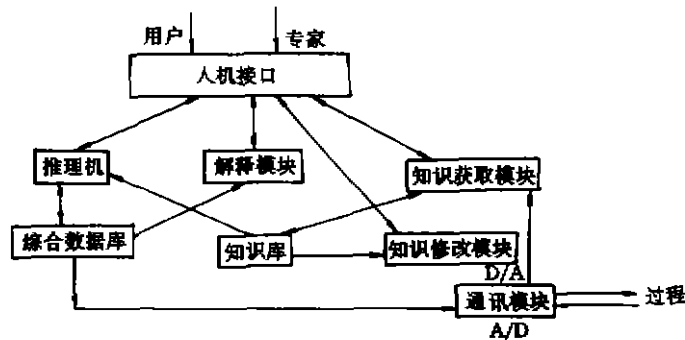 用户
专家
人机接口
推理机
解释模块
知识获取模块
综合数据库
知识库
知识修改模块
D/A
通讯模块
过程
A/D